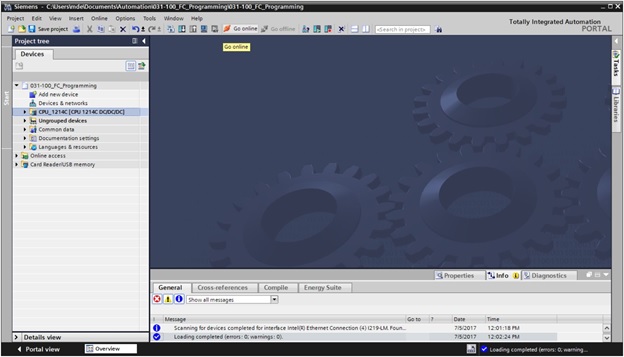 Siemens - C:\Users\mde\Documents\Automation\031-100_FC_Programming\031-100_FC_Programming
Project Edit View Insert Online Options Tools Window Help
Totally Integrated Automation
PORTAL
Save project Go online Go offline <Search in project>
Go online
Project tree
Devices
Start
031-100_FC_Programming
Add new device
Devices & networks
CPU_1214C [CPU 1214C DC/DC/DC]
Ungrouped devices
Common data
Documentation settings
Languages & resources
Online access
Card Reader/USB memory
Tasks
Libraries
Properties Info Diagnostics
General Cross-references Compile Energy Suite
Show all messages
! Message Go to ? Date Time
Scanning for devices completed for interface Intel(R) Ethernet Connection (4) I219-LM. Foun... 7/5/2017 12:01:18 PM
Loading completed (errors: 0; warnings: 0). 7/5/2017 12:02:24 PM
Details view
Portal view Overview Loading completed (errors: 0; warning...